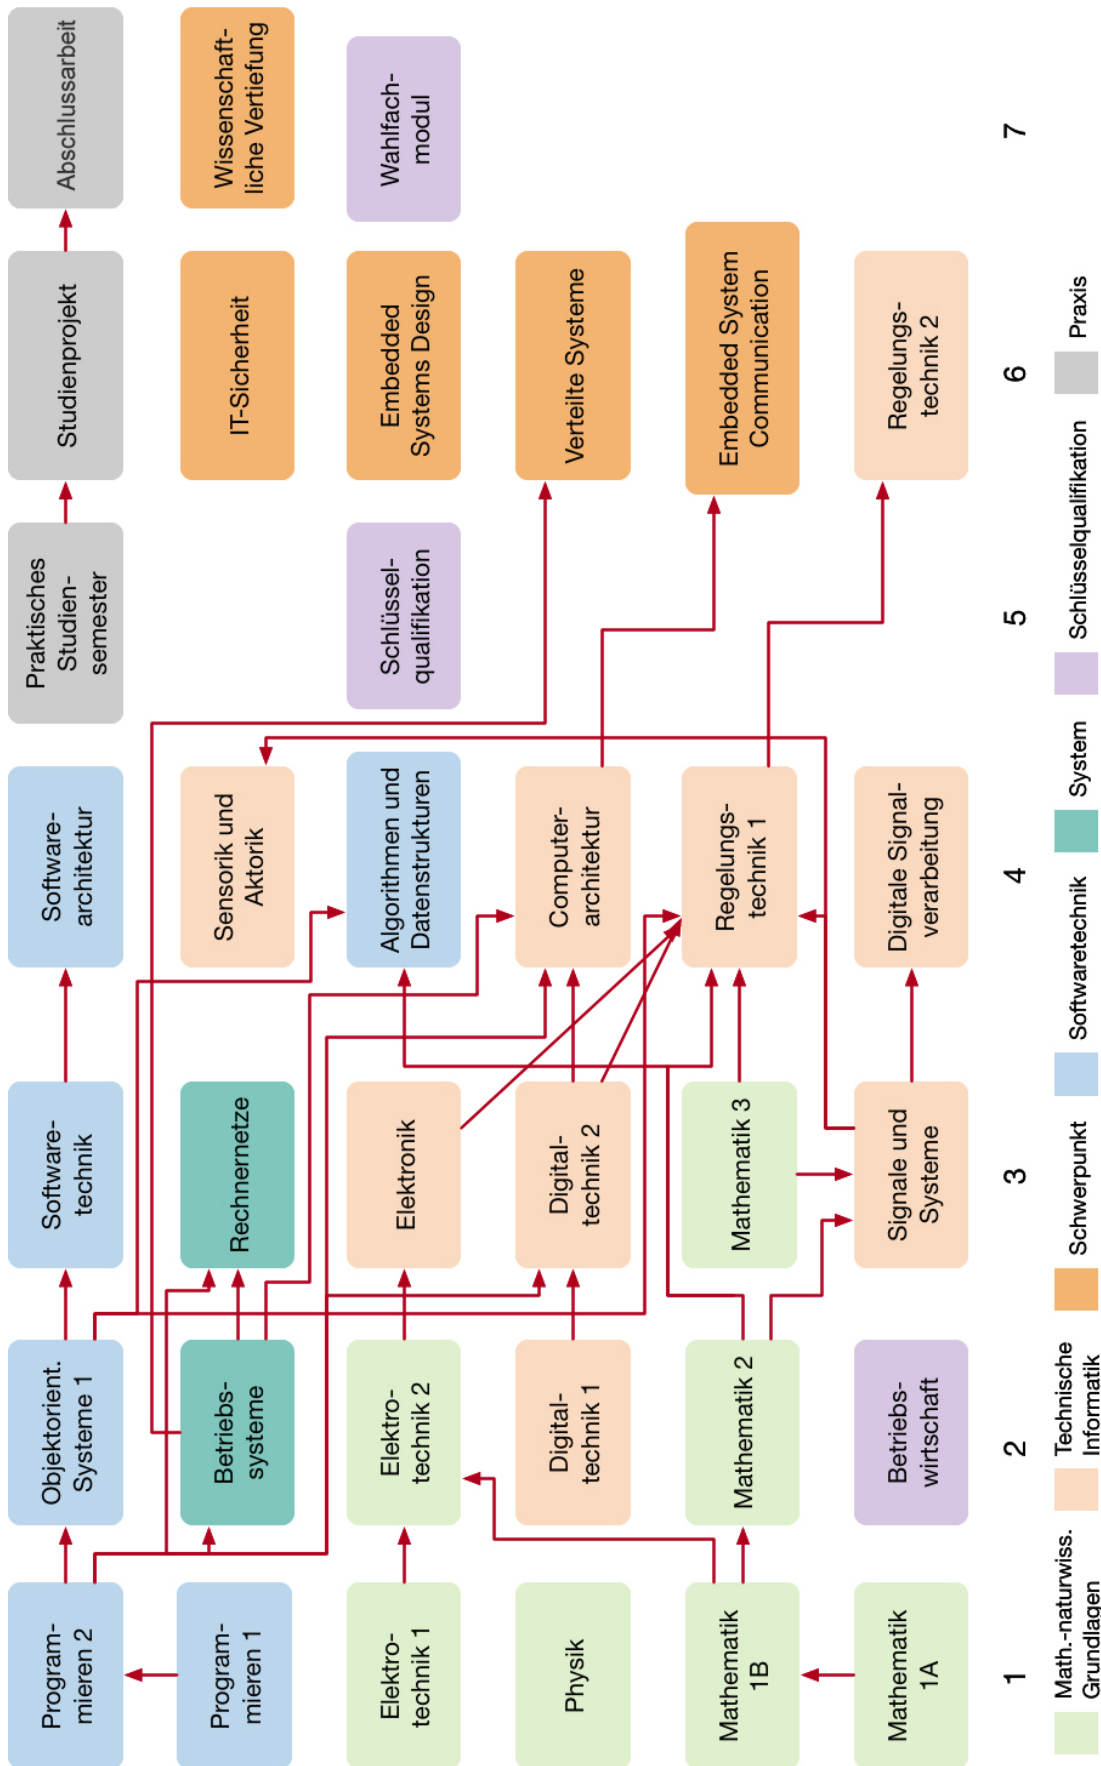 Program-
mieren 2
Objektorient.
Systeme 1
Software-
technik
Software-
architektur
Praktisches
Studien-
semester
Studienprojekt
Abschlussarbeit
Program-
mieren 1
Betriebs-
systeme
Rechnernetze
Sensorik und
Aktorik
IT-Sicherheit
Wissenschaft-
liche Vertiefung
Elektro-
technik 1
Elektro-
technik 2
Elektronik
Algorithmen und
Datenstrukturen
Schlüssel-
qualifikation
Embedded
Systems Design
Wahlfach-
modul
Physik
Digital-
technik 1
Digital-
technik 2
Computer-
architektur
Verteilte Systeme
Mathematik
1B
Mathematik 2
Mathematik 3
Regelungs-
technik 1
Embedded System
Communication
Mathematik
1A
Betriebs-
wirtschaft
Signale und
Systeme
Digitale Signal-
verarbeitung
Regelungs-
technik 2
1
2
3
4
5
6
7
Math.-naturwiss.
Grundlagen
Technische
Informatik
Schwerpunkt
Softwaretechnik
System
Schlüsselqualifikation
Praxis